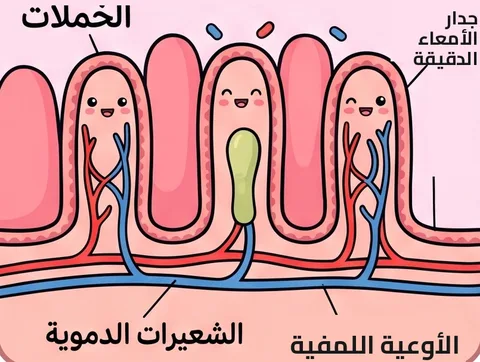 الخملات
جدار
الأمعاء
الدقيقة
الشعيرات الدموية
الأوعية اللمفية